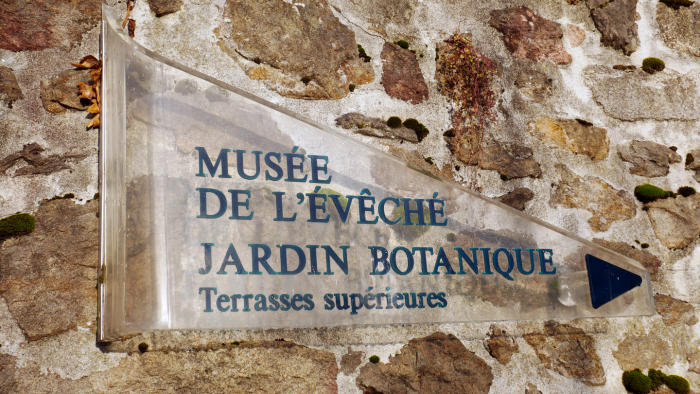 MUSÉE
DE L'ÉVÊCHÉ
JARDIN BOTANIQUE
Terrasses supérieures